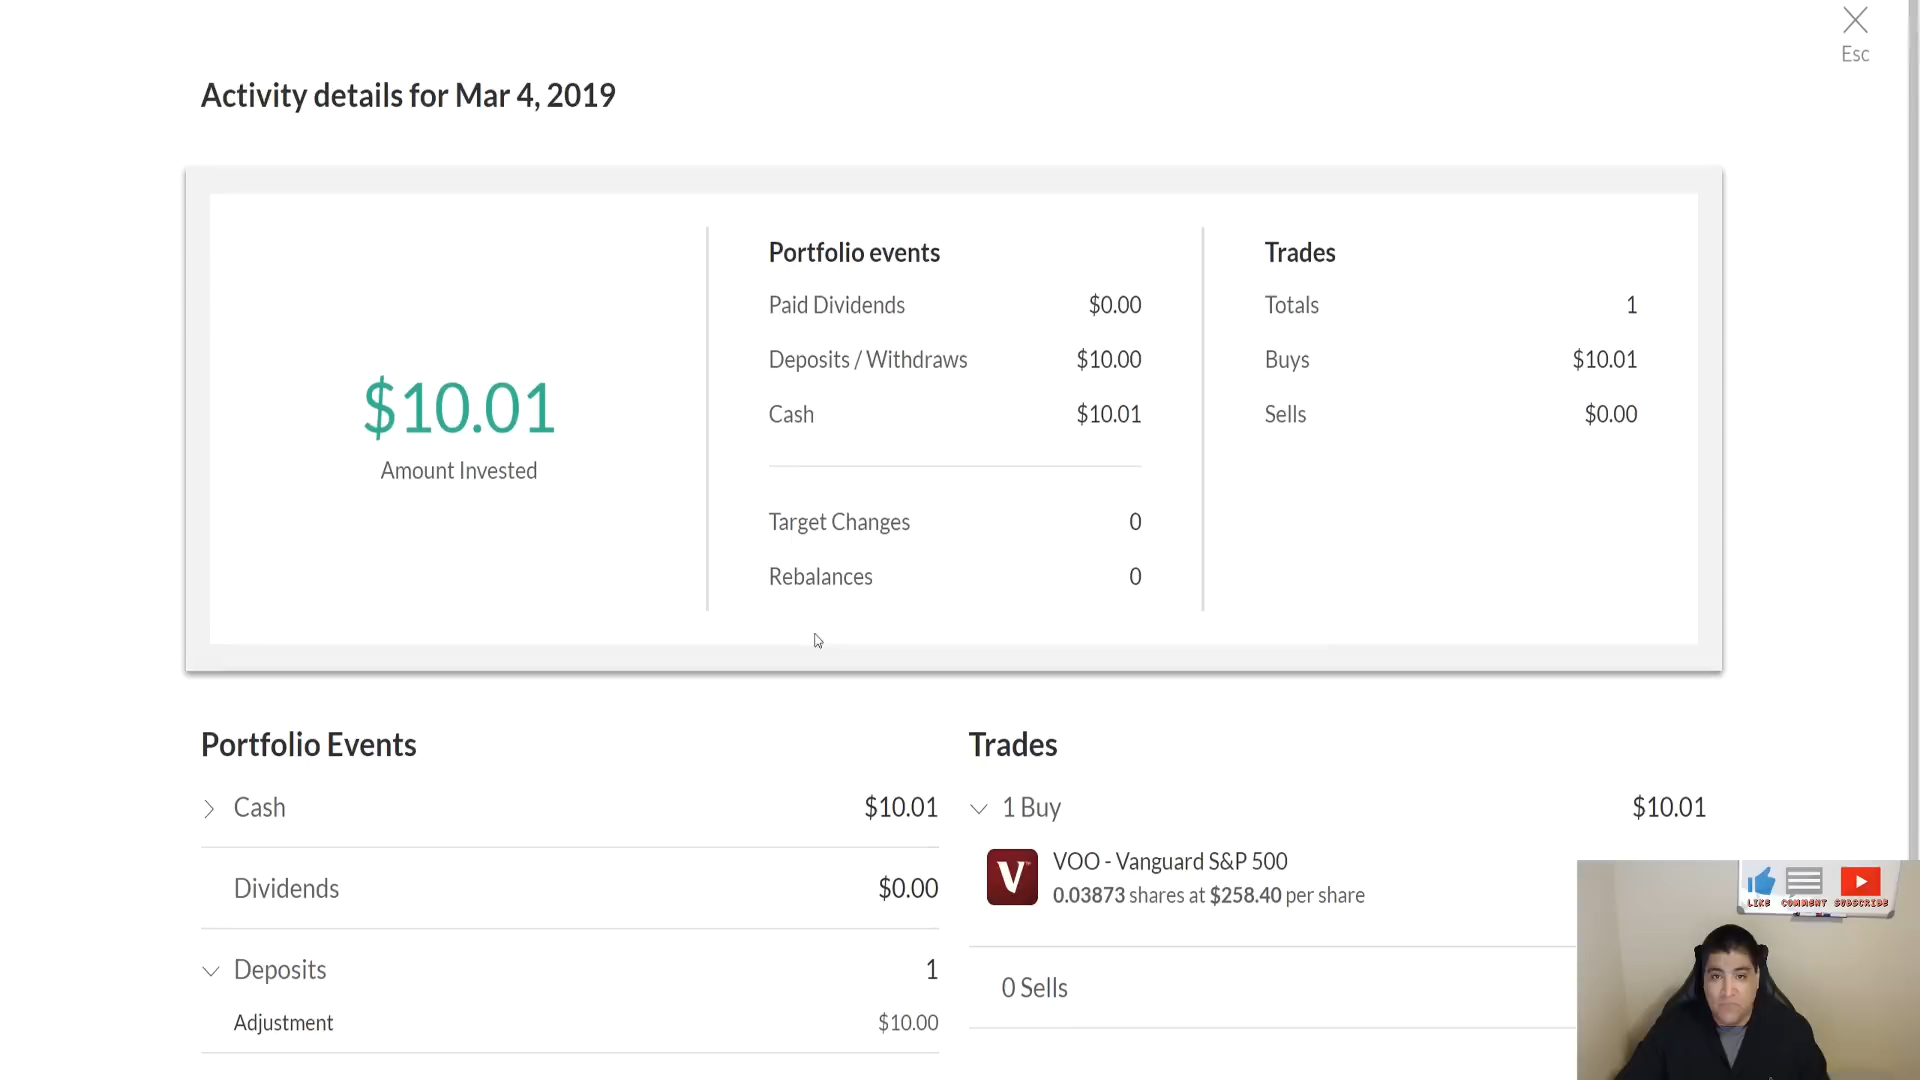 Esc
Activity details for Mar 4, 2019
$10.01
Amount Invested
Portfolio events
Paid Dividends $0.00
Deposits / Withdraws $10.00
Cash $10.01
Target Changes 0
Rebalances 0
Trades
Totals 1
Buys $10.01
Sells $0.00
Portfolio Events
Cash $10.01
Dividends $0.00
Deposits 1
Adjustment $10.00
Trades
1 Buy $10.01
V
VOO - Vanguard S&P 500
0.03873 shares at $258.40 per share
0 Sells
LIKE COMMENT SUBSCRIBE